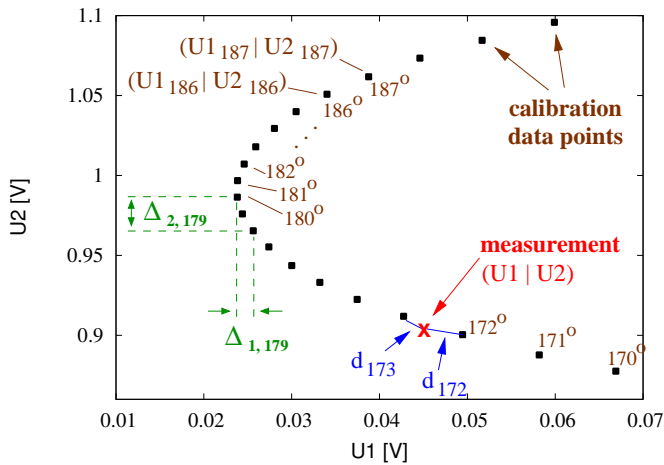 1.1
1.05
1
0.95
0.9
U2 [V]
(U1 187 | U2 187)
(U1 186 | U2 186)
187°
186°
calibration
data points
182°
181°
180°
Δ 2, 179
measurement
(U1 | U2)
Δ 1, 179
d 173
d 172
172°
171°
170°
0.01 0.02 0.03 0.04 0.05 0.06 0.07
U1 [V]